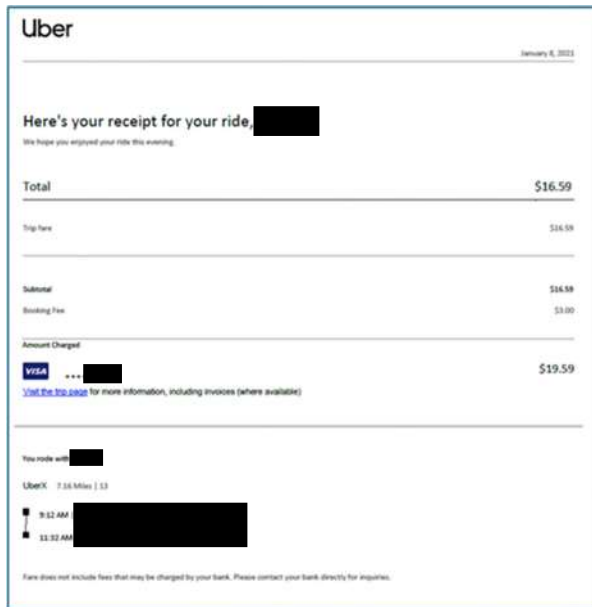 Uber
January 8, 2021
Here's your receipt for your ride,
We hope you enjoyed your ride this evening.
Total $16.59
Trip fare $16.59
Subtotal $16.59
Booking Fee $3.00
Amount Charged
VISA •••• $19.59
Visit the trip page for more information, including invoices (where available)
You rode with
UberX 7.16 Miles | 13
9:12 AM |
11:32 AM
Fare does not include fees that may be charged by your bank. Please contact your bank directly for inquiries.